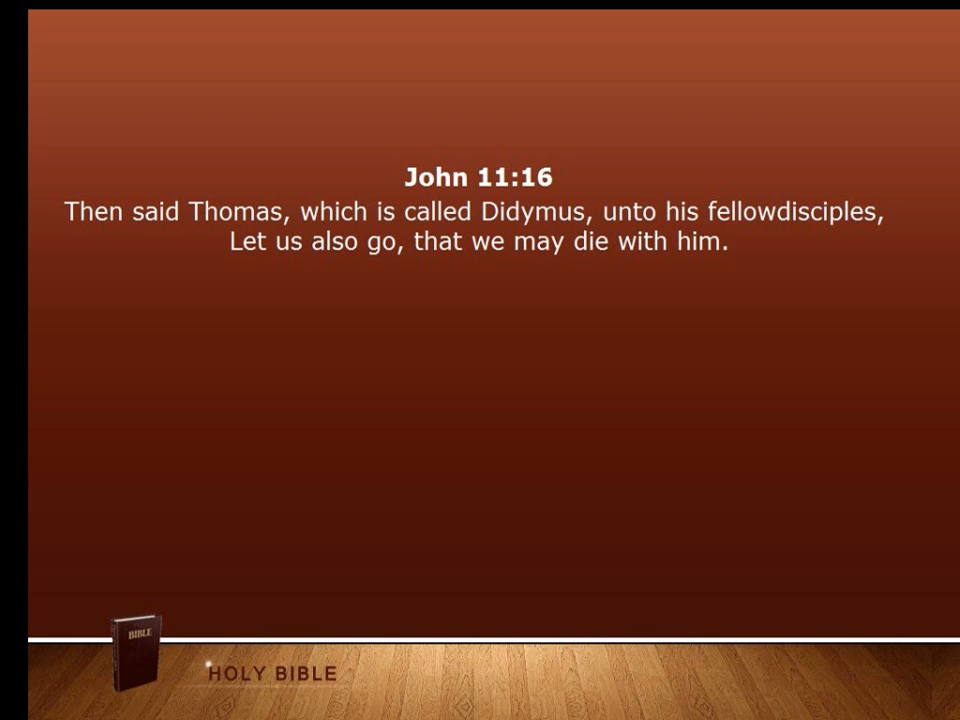 John 11:16
Then said Thomas, which is called Didymus, unto his fellowdisciples,
Let us also go, that we may die with him.
BIBLE
HOLY BIBLE